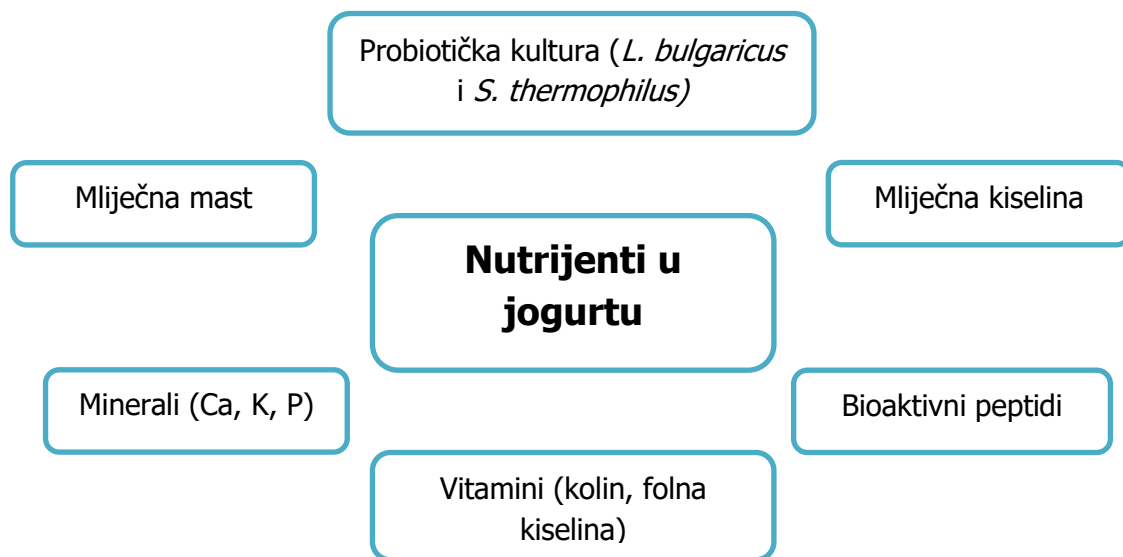 Probiotička kultura (L. bulgaricus
i S. thermophilus)
Mliječna mast
Mliječna kiselina
Nutrijenti u
jogurtu
Minerali (Ca, K, P)
Bioaktivni peptidi
Vitamini (kolin, folna
kiselina)